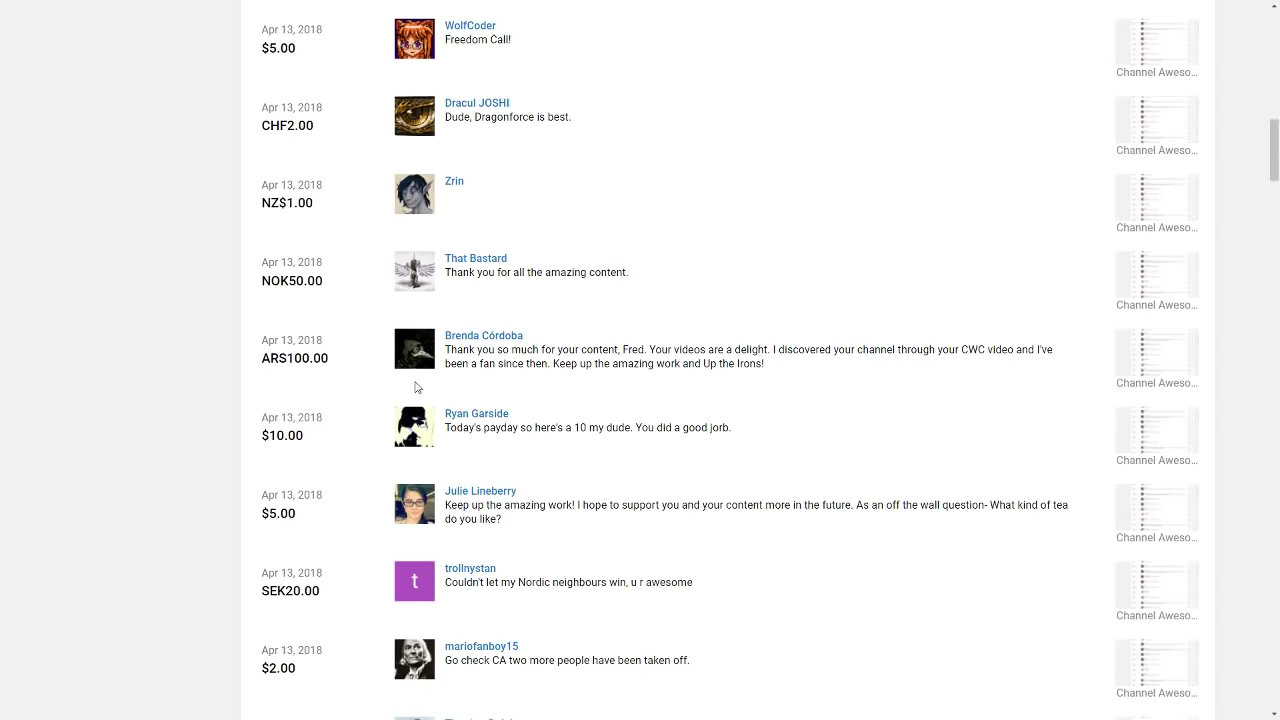 Apr 13, 2018
$5.00
WolfCoder
Freedom Call!
Channel Aweso...
Apr 13, 2018
CHF2.00
Dracul JOSHI
Dude, Dragonforce is best.
Channel Aweso...
Apr 13, 2018
NZ$1.00
Zrin
Channel Aweso...
Apr 13, 2018
NOK50.00
That Bastard
Thank you for all the amazing content.
Channel Aweso...
Apr 13, 2018
ARS100.00
Brenda Córdoba
Thank you so much for your content, Fred. Your videos are a delight. I discovered your channel through your CWC video and I've
been a fan since then. Keep up the amazing work and up the Irons!
Channel Aweso...
Apr 13, 2018
$10.00
Ryan Garside
Today's payday so here's a 10 my dude. You did a good jorb.
Channel Aweso...
Apr 13, 2018
$5.00
Julie Lineberry
Keep up the amazing work! I hope to support you and your content more in the future. As an off the wall question- What kind of tea
do you like?
Channel Aweso...
Apr 13, 2018
SEK20.00
t
trollnystan
Couldn't let my Nordic neighbours win, u r awesome
Channel Aweso...
Apr 13, 2018
$2.00
mariofanboy15
Go check CA two more people have been taken off.
Channel Aweso...